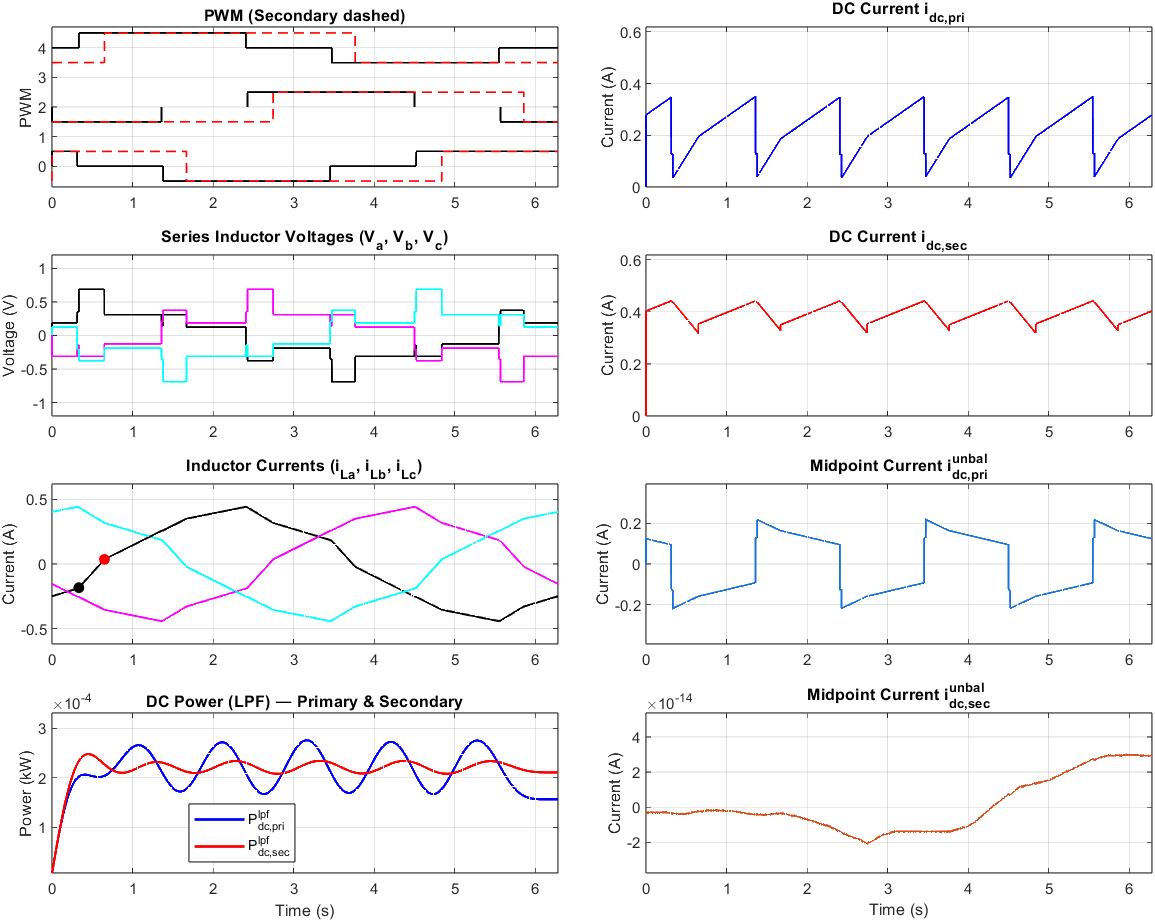 PWM (Secondary dashed)
PWM
4
3
2
1
0
0 1 2 3 4 5 6
DC Current i_dc,pri
Current (A)
0.6
0.4
0.2
0
0 1 2 3 4 5 6
Series Inductor Voltages (V_a, V_b, V_c)
Voltage (V)
1
0.5
0
-0.5
-1
0 1 2 3 4 5 6
DC Current i_dc,sec
Current (A)
0.6
0.4
0.2
0
0 1 2 3 4 5 6
Inductor Currents (i_La, i_Lb, i_Lc)
Current (A)
0.5
0
-0.5
0 1 2 3 4 5 6
Midpoint Current i_dc,pri^unbal
Current (A)
0.2
0
-0.2
0 1 2 3 4 5 6
DC Power (LPF) — Primary & Secondary
×10^-4
Power (kW)
3
2
1
P_dc,pri^lpf
P_dc,sec^lpf
0 1 2 3 4 5 6
Time (s)
Midpoint Current i_dc,sec^unbal
×10^-14
Current (A)
4
2
0
-2
0 1 2 3 4 5 6
Time (s)